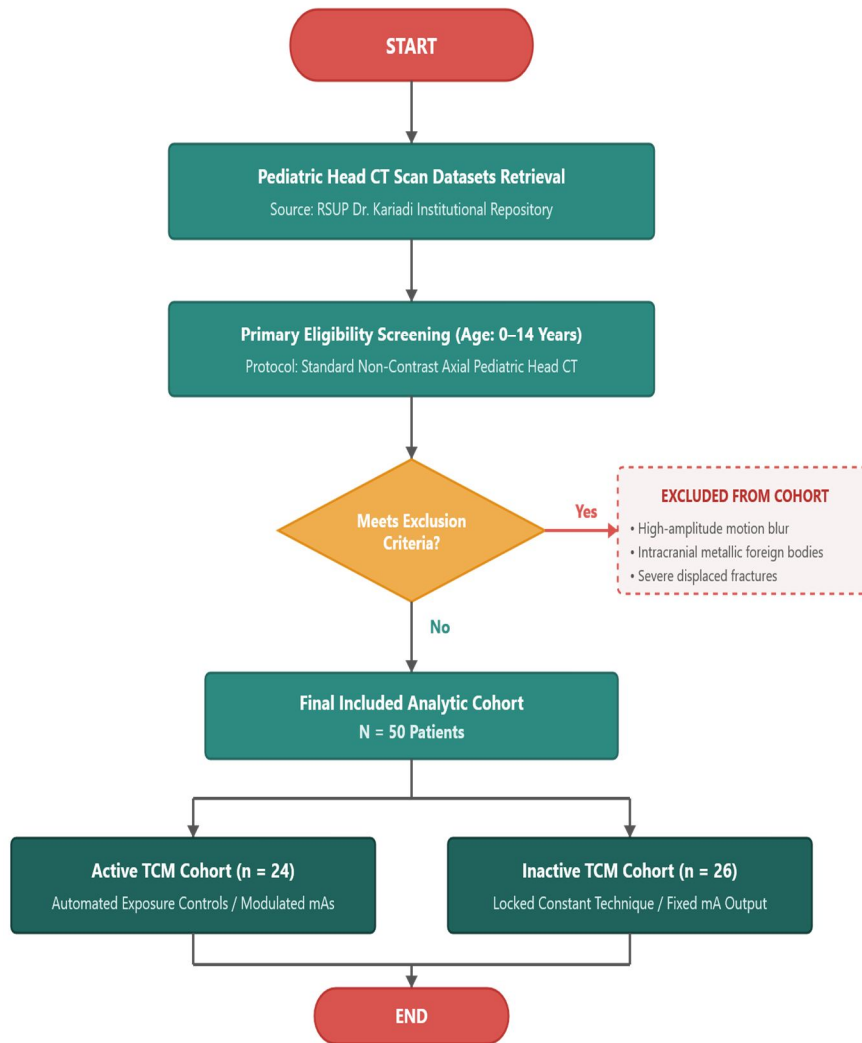 START
Pediatric Head CT Scan Datasets Retrieval
Source: RSUP Dr. Kariadi Institutional Repository
Primary Eligibility Screening (Age: 0–14 Years)
Protocol: Standard Non-Contrast Axial Pediatric Head CT
Meets Exclusion
Criteria?
Yes
EXCLUDED FROM COHORT
• High-amplitude motion blur
• Intracranial metallic foreign bodies
• Severe displaced fractures
No
Final Included Analytic Cohort
N = 50 Patients
Active TCM Cohort (n = 24)
Automated Exposure Controls / Modulated mAs
Inactive TCM Cohort (n = 26)
Locked Constant Technique / Fixed mA Output
END